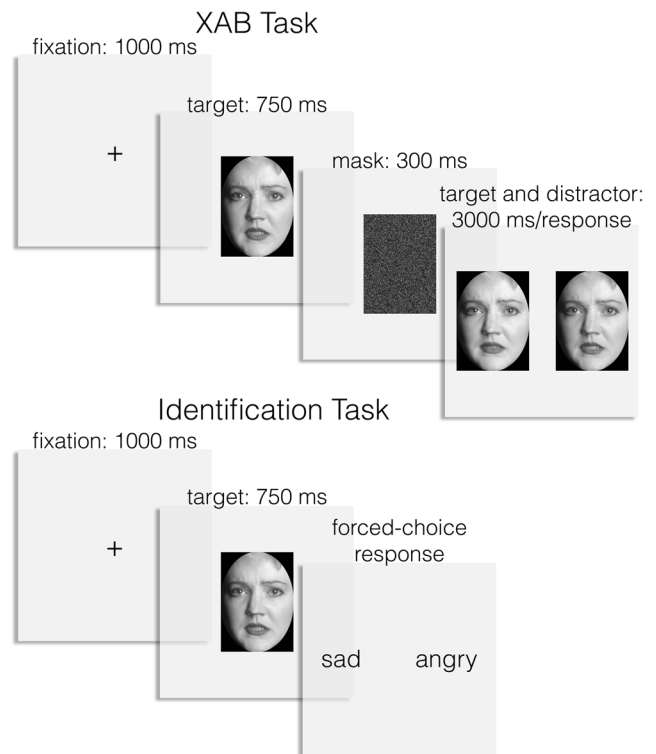 XAB Task
fixation: 1000 ms
+
target: 750 ms
mask: 300 ms
target and distractor:
3000 ms/response
Identification Task
fixation: 1000 ms
+
target: 750 ms
forced-choice
response
sad angry